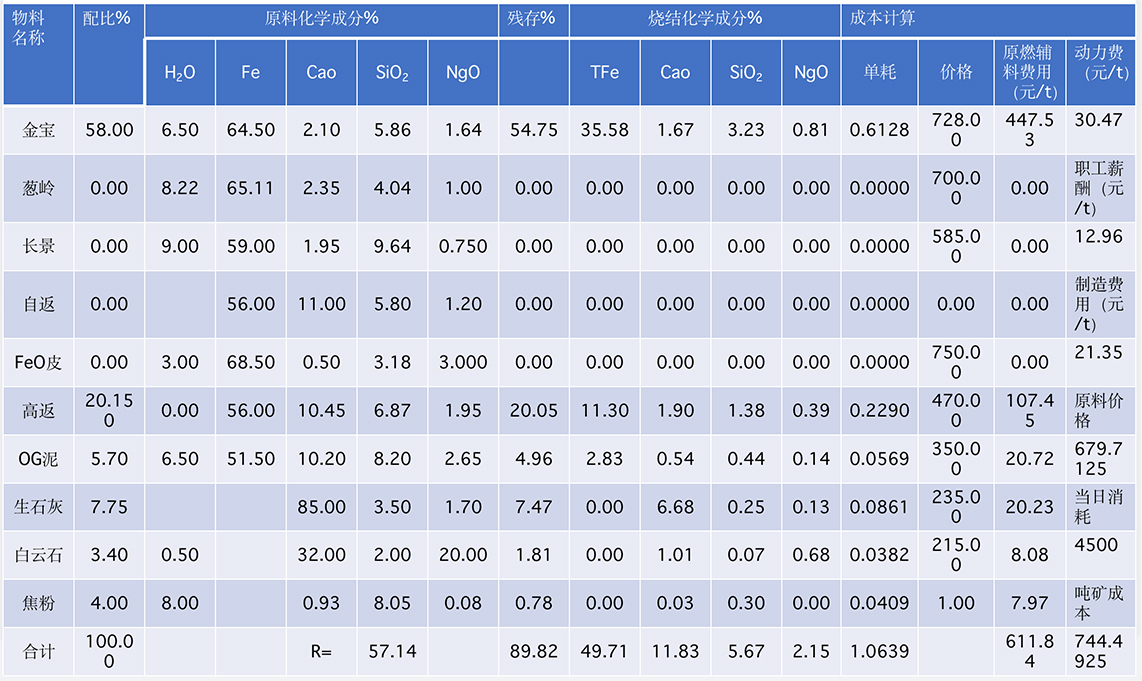 物料名称 配比% 原料化学成分% 残存% 烧结化学成分% 成本计算
H₂O Fe Cao SiO₂ NgO TFe Cao SiO₂ NgO 单耗 价格 原燃辅料费用（元/t） 动力费（元/t）
金宝 58.00 6.50 64.50 2.10 5.86 1.64 54.75 35.58 1.67 3.23 0.81 0.6128 728.00 447.53 30.47
葱岭 0.00 8.22 65.11 2.35 4.04 1.00 0.00 0.00 0.00 0.00 0.00 0.0000 700.00 0.00 职工薪酬（元/t）
长景 0.00 9.00 59.00 1.95 9.64 0.750 0.00 0.00 0.00 0.00 0.00 0.0000 585.00 0.00 12.96
自返 0.00 56.00 11.00 5.80 1.20 0.00 0.00 0.00 0.00 0.00 0.0000 0.00 0.00 制造费用（元/t）
FeO皮 0.00 3.00 68.50 0.50 3.18 3.000 0.00 0.00 0.00 0.00 0.00 0.0000 750.00 0.00 21.35
高返 20.150 0.00 56.00 10.45 6.87 1.95 20.05 11.30 1.90 1.38 0.39 0.2290 470.00 107.45 原料价格
OG泥 5.70 6.50 51.50 10.20 8.20 2.65 4.96 2.83 0.54 0.44 0.14 0.0569 350.00 20.72 679.7125
生石灰 7.75 85.00 3.50 1.70 7.47 0.00 6.68 0.25 0.13 0.0861 235.00 20.23 当日消耗
白云石 3.40 0.50 32.00 2.00 20.00 1.81 0.00 1.01 0.07 0.68 0.0382 215.00 8.08 4500
焦粉 4.00 8.00 0.93 8.05 0.08 0.78 0.00 0.03 0.30 0.00 0.0409 1.00 7.97 吨矿成本
合计 100.00 R= 57.14 89.82 49.71 11.83 5.67 2.15 1.0639 611.84 744.4925